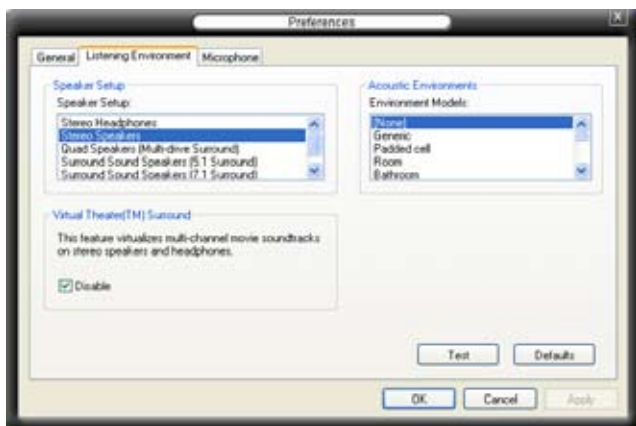 Preferences
X
General Listening Environment Microphone
Speaker Setup
Speaker Setup:
Stereo Headphones
Stereo Speakers
Quad Speakers (Multi-drive Surround)
Surround Sound Speakers (5.1 Surround)
Surround Sound Speakers (7.1 Surround)
Acoustic Environments
Environment Models:
(None)
Generic
Padded cell
Room
Bathroom
Virtual Theater(TM) Surround
This feature virtualizes multi-channel movie soundtracks
on stereo speakers and headphones.
Disable
Test Defaults
OK Cancel Apply